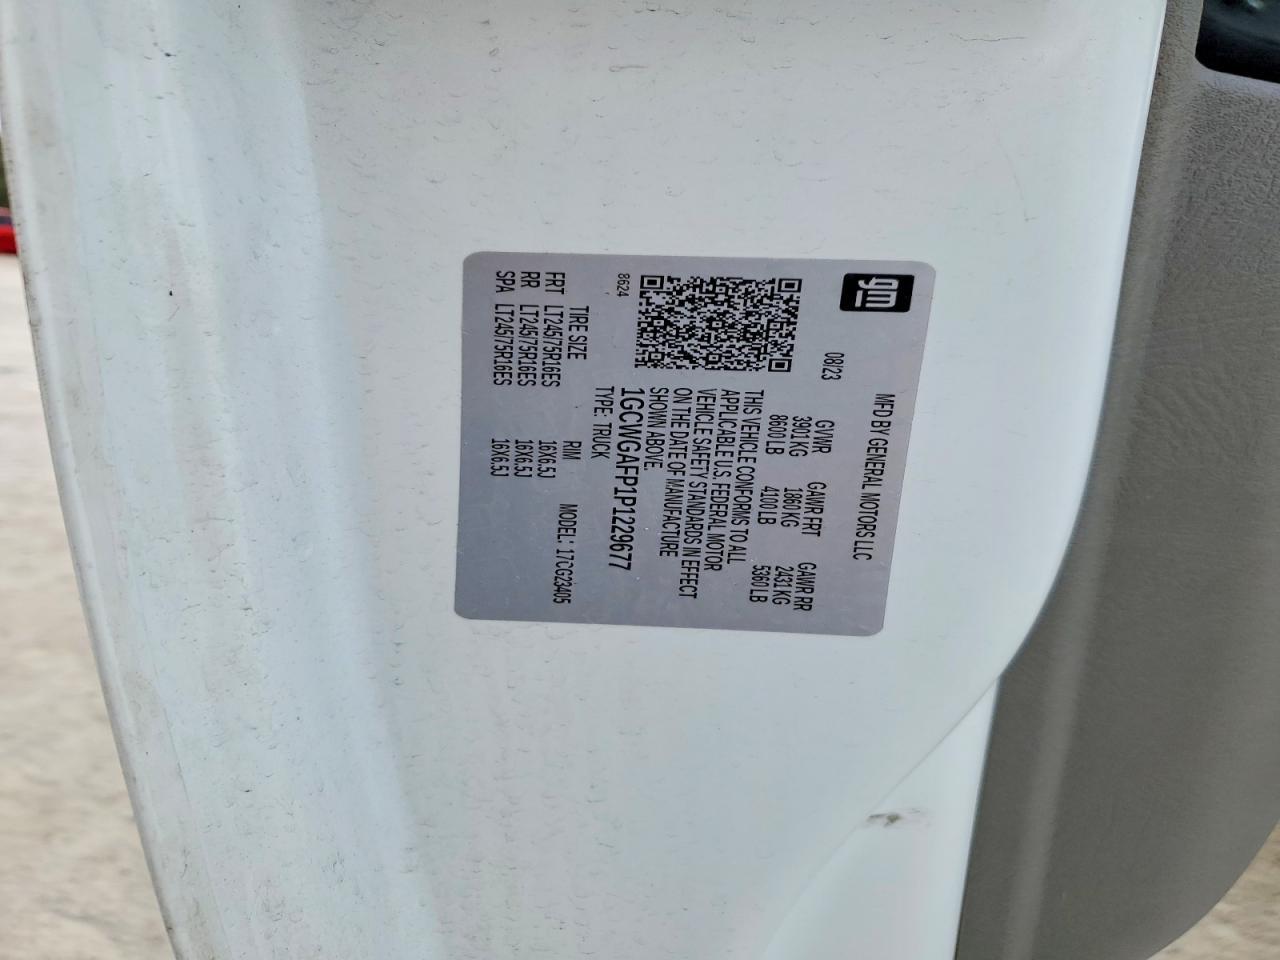 gm
MFD BY GENERAL MOTORS LLC
08/23
GVWR GAWR FRT GAWR RR
3901 KG 1860 KG 2431 KG
8600 LB 4100 LB 5360 LB
THIS VEHICLE CONFORMS TO ALL
APPLICABLE U.S. FEDERAL MOTOR
VEHICLE SAFETY STANDARDS IN EFFECT
ON THE DATE OF MANUFACTURE
SHOWN ABOVE.
8624
1GCWGAFP1P1229677
TYPE: TRUCK
MODEL: 17CG23405
TIRE SIZE RIM
FRT LT245/75R16ES 16X6.5J
RR LT245/75R16ES 16X6.5J
SPA LT245/75R16ES 16X6.5J